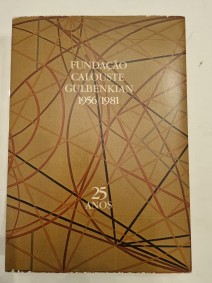 FUNDAÇÃO
CALOUSTE
GULBENKIAN
1956/1981
25
ANOS